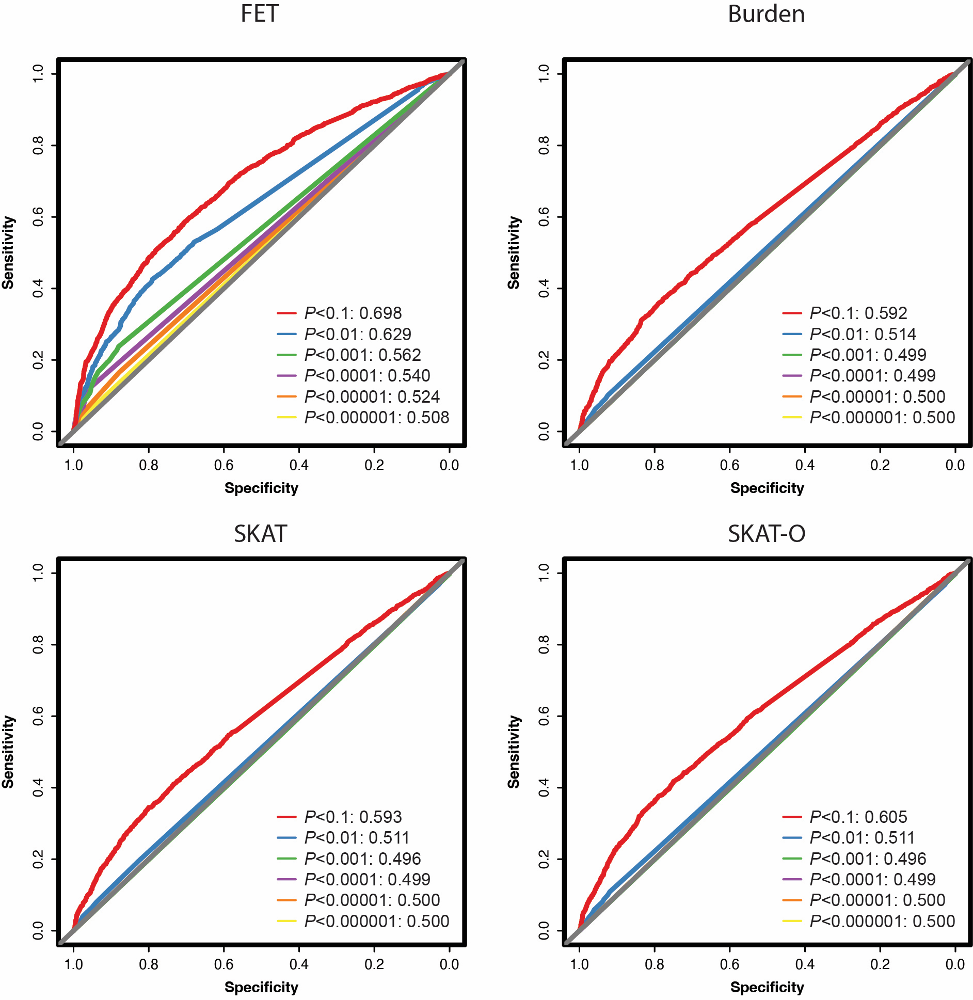 FET
1.0
0.8
0.6
0.4
0.2
0.0
Sensitivity
P<0.1: 0.698
P<0.01: 0.629
P<0.001: 0.562
P<0.0001: 0.540
P<0.00001: 0.524
P<0.000001: 0.508
1.0 0.8 0.6 0.4 0.2 0.0
Specificity
Burden
1.0
0.8
0.6
0.4
0.2
0.0
Sensitivity
P<0.1: 0.592
P<0.01: 0.514
P<0.001: 0.499
P<0.0001: 0.499
P<0.00001: 0.500
P<0.000001: 0.500
1.0 0.8 0.6 0.4 0.2 0.0
Specificity
SKAT
1.0
0.8
0.6
0.4
0.2
0.0
Sensitivity
P<0.1: 0.593
P<0.01: 0.511
P<0.001: 0.496
P<0.0001: 0.499
P<0.00001: 0.500
P<0.000001: 0.500
1.0 0.8 0.6 0.4 0.2 0.0
Specificity
SKAT-O
1.0
0.8
0.6
0.4
0.2
0.0
Sensitivity
P<0.1: 0.605
P<0.01: 0.511
P<0.001: 0.496
P<0.0001: 0.499
P<0.00001: 0.500
P<0.000001: 0.500
1.0 0.8 0.6 0.4 0.2 0.0
Specificity